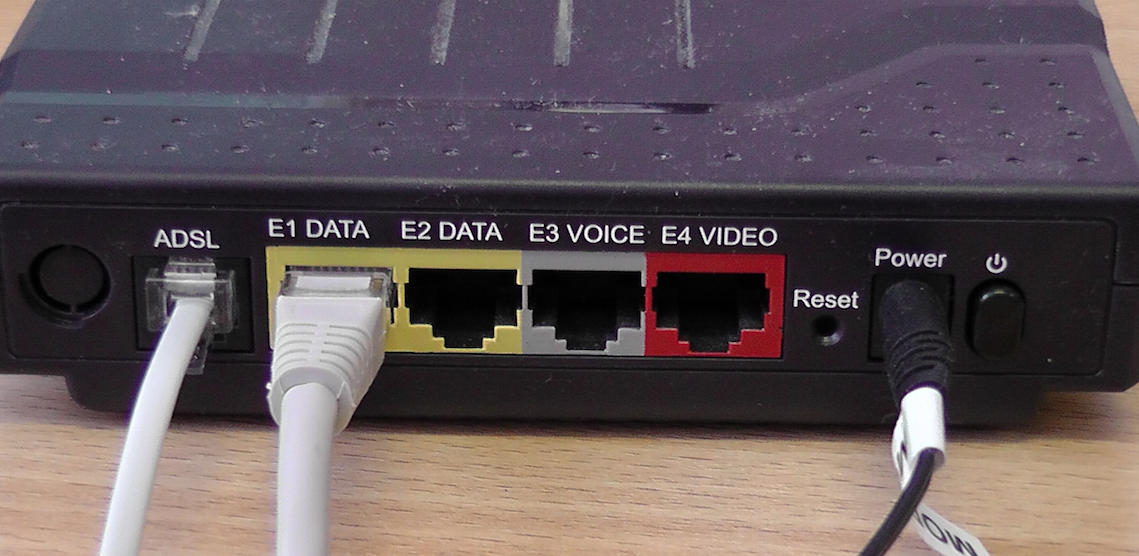 ADSL
E1 DATA
E2 DATA
E3 VOICE
E4 VIDEO
Reset
Power